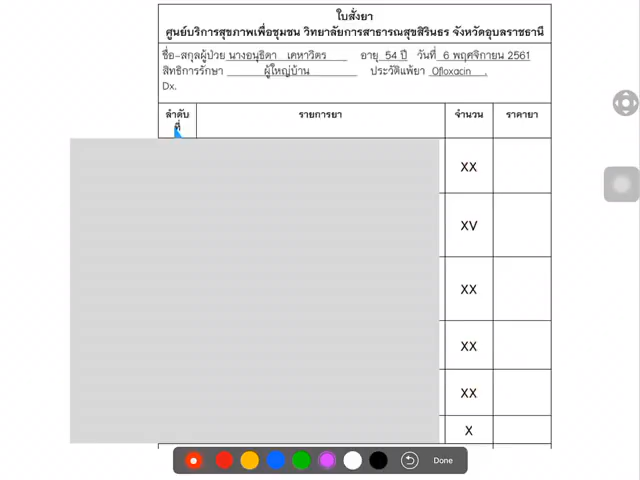 ใบสั่งยา
ศูนย์บริการสุขภาพเพื่อชุมชน วิทยาลัยการสาธารณสุขสิรินธร จังหวัดอุบลราชธานี
ชื่อ-สกุลผู้ป่วย นางอนุธิดา เคหาวิตร อายุ 54 ปี วันที่ 6 พฤศจิกายน 2561
สิทธิการรักษา ผู้ใหญ่บ้าน ประวัติแพ้ยา Ofloxacin .
Dx.
ลำดับที่ รายการยา จำนวน ราคายา
XX
XV
XX
XX
XX
X
Done